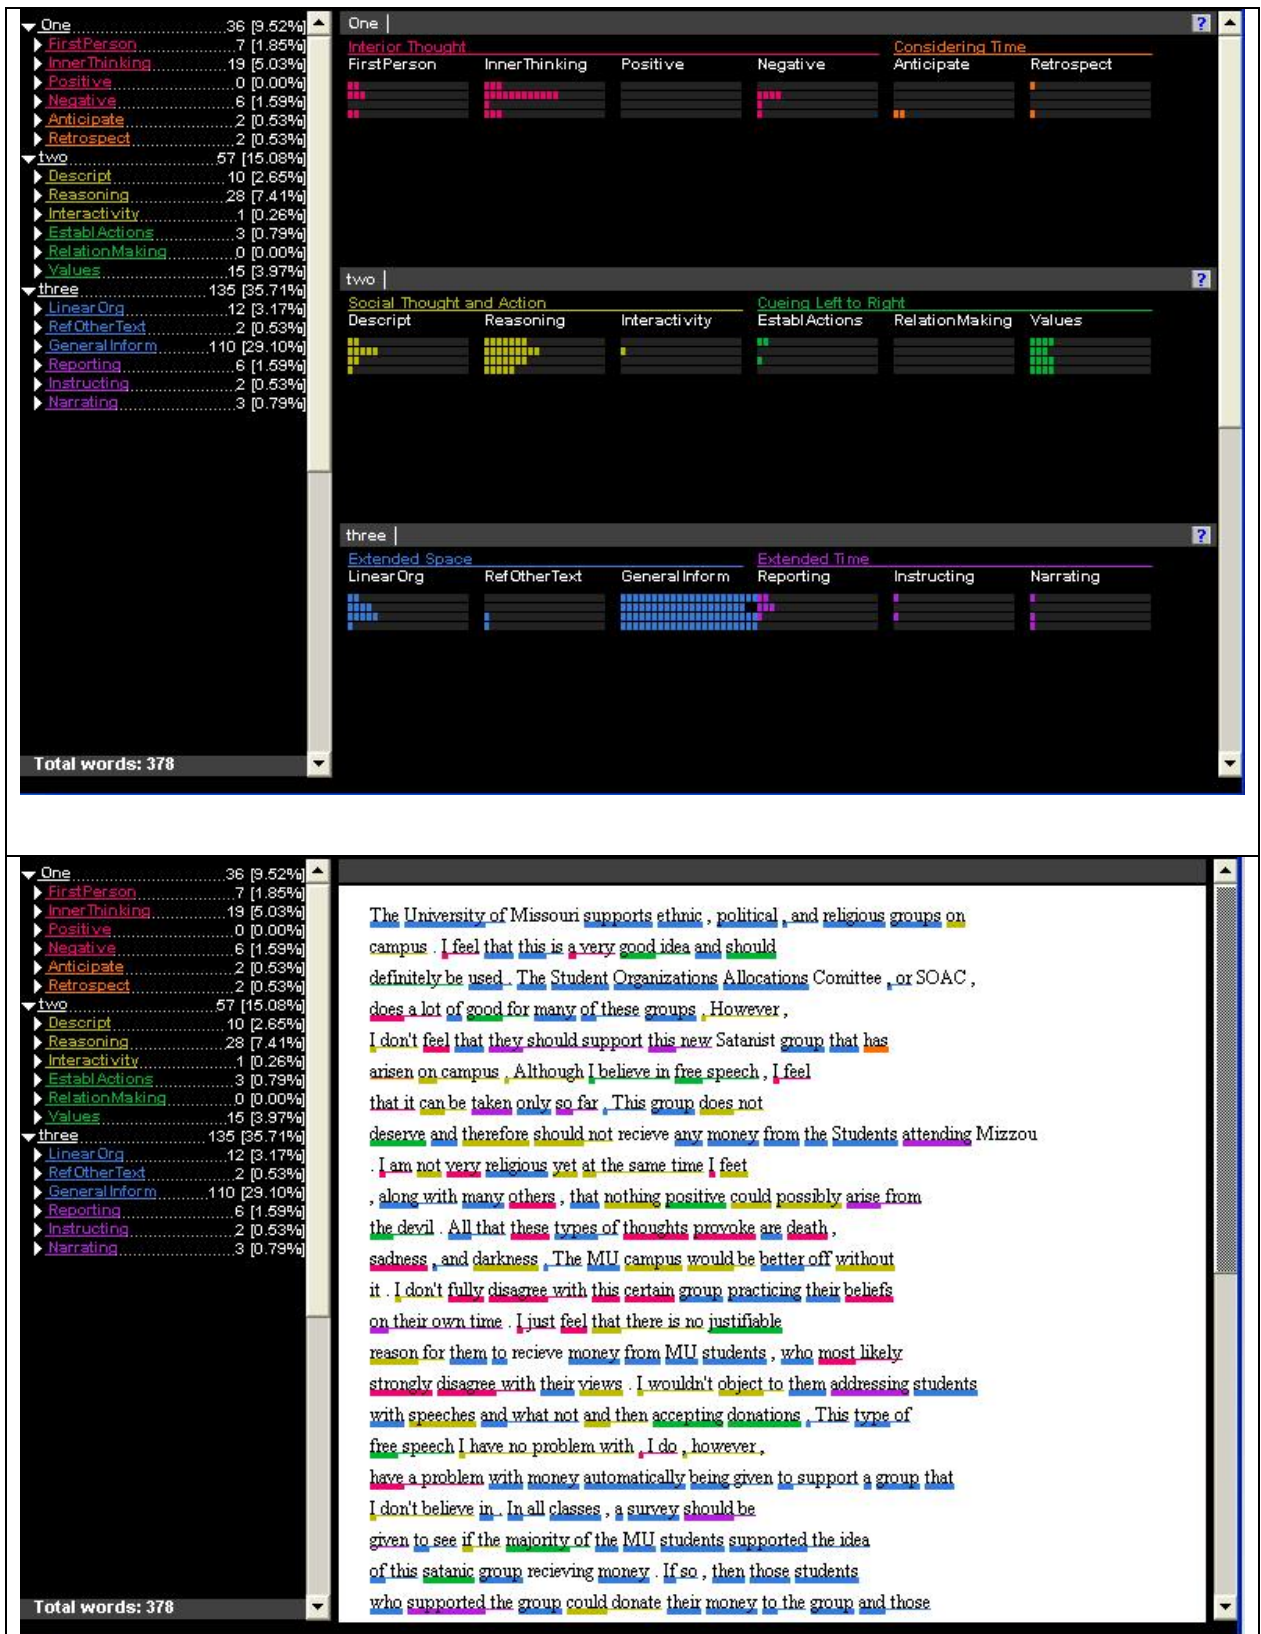 One 36 [9.52%]
FirstPerson 7 [1.85%]
InnerThinking 19 [5.03%]
Positive 0 [0.00%]
Negative 6 [1.59%]
Anticipate 2 [0.53%]
Retrospect 2 [0.53%]
two 57 [15.08%]
Descript 10 [2.65%]
Reasoning 28 [7.41%]
Interactivity 1 [0.26%]
EstablActions 3 [0.79%]
RelationMaking 0 [0.00%]
Values 15 [3.97%]
three 135 [35.71%]
LinearOrg 12 [3.17%]
RefOtherText 2 [0.53%]
GeneralInform 110 [29.10%]
Reporting 6 [1.59%]
Instructing 2 [0.53%]
Narrating 3 [0.79%]
Total words: 378
One ?
Interior Thought Considering Time
FirstPerson InnerThinking Positive Negative Anticipate Retrospect
two ?
Social Thought and Action Cueing Left to Right
Descript Reasoning Interactivity EstablActions RelationMaking Values
three ?
Extended Space Extended Time
LinearOrg RefOtherText GeneralInform Reporting Instructing Narrating
One 36 [9.52%]
FirstPerson 7 [1.85%]
InnerThinking 19 [5.03%]
Positive 0 [0.00%]
Negative 6 [1.59%]
Anticipate 2 [0.53%]
Retrospect 2 [0.53%]
two 57 [15.08%]
Descript 10 [2.65%]
Reasoning 28 [7.41%]
Interactivity 1 [0.26%]
EstablActions 3 [0.79%]
RelationMaking 0 [0.00%]
Values 15 [3.97%]
three 135 [35.71%]
LinearOrg 12 [3.17%]
RefOtherText 2 [0.53%]
GeneralInform 110 [29.10%]
Reporting 6 [1.59%]
Instructing 2 [0.53%]
Narrating 3 [0.79%]
Total words: 378
The University of Missouri supports ethnic , political , and religious groups on
campus . I feel that this is a very good idea and should
definitely be used . The Student Organizations Allocations Comittee , or SOAC ,
does a lot of good for many of these groups . However ,
I don't feel that they should support this new Satanist group that has
arisen on campus . Although I believe in free speech , I feel
that it can be taken only so far . This group does not
deserve and therefore should not recieve any money from the Students attending Mizzou
. I am not very religious yet at the same time I feet
, along with many others , that nothing positive could possibly arise from
the devil . All that these types of thoughts provoke are death ,
sadness , and darkness . The MU campus would be better off without
it . I don't fully disagree with this certain group practicing their beliefs
on their own time . I just feel that there is no justifiable
reason for them to recieve money from MU students , who most likely
strongly disagree with their views . I wouldn't object to them addressing students
with speeches and what not and then accepting donations . This type of
free speech I have no problem with . I do , however ,
have a problem with money automatically being given to support a group that
I don't believe in . In all classes , a survey should be
given to see if the majority of the MU students supported the idea
of this satanic group recieving money . If so , then those students
who supported the group could donate their money to the group and those